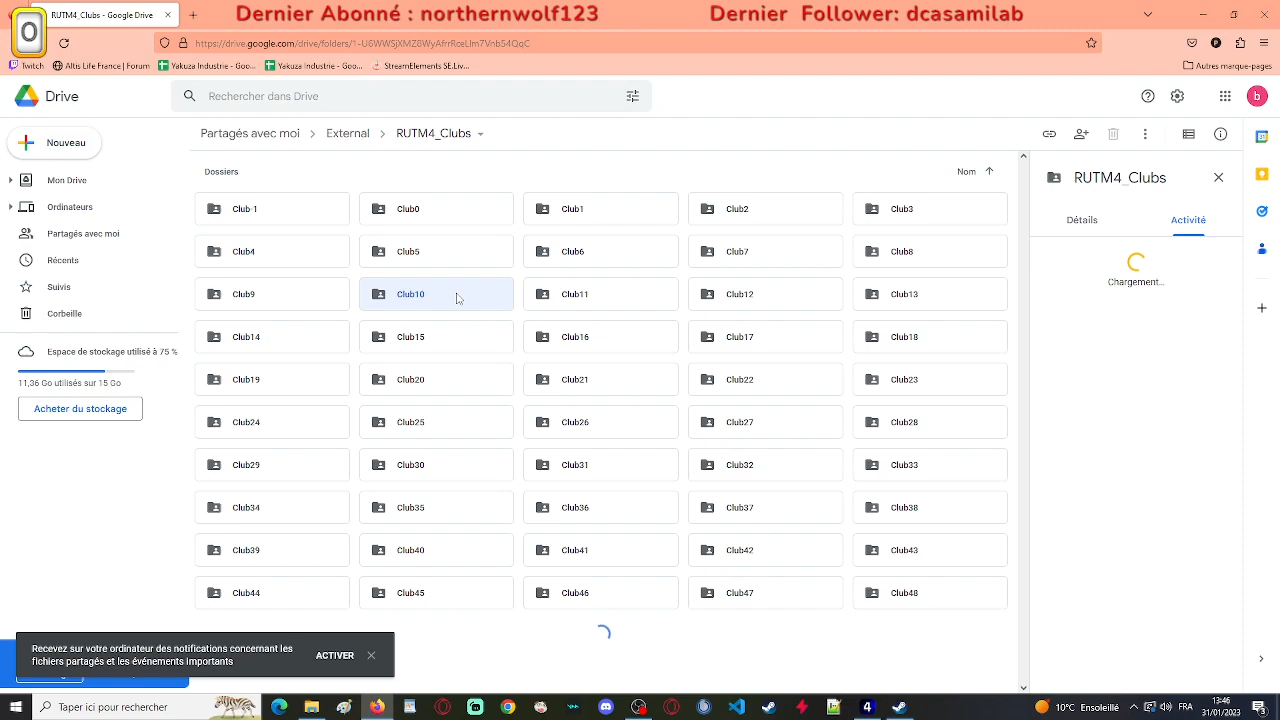 Dernier Abonné : northernwolf123
Dernier Follower: dcasamilab
RUTM4_Clubs - Google Drive
0
Twitch
Altis Life France | Forum
Yakuza Industrie - Goo...
Yakuza Industrie - Goo...
StreamElements SE.Liv...
Autres marque-pages
Drive
Rechercher dans Drive
b
Nouveau
Partagés avec moi > External > RUTM4_Clubs
RUTM4_Clubs
Mon Drive
Ordinateurs
Partagés avec moi
Récents
Suivis
Corbeille
Espace de stockage utilisé à 75 %
11,36 Go utilisés sur 15 Go
Acheter du stockage
Dossiers
Nom
Club-1
Club0
Club1
Club2
Club3
Club4
Club5
Club6
Club7
Club8
Club9
Club10
Club11
Club12
Club13
Club14
Club15
Club16
Club17
Club18
Club19
Club20
Club21
Club22
Club23
Club24
Club25
Club26
Club27
Club28
Club29
Club30
Club31
Club32
Club33
Club34
Club35
Club36
Club37
Club38
Club39
Club40
Club41
Club42
Club43
Club44
Club45
Club46
Club47
Club48
Détails
Activité
Chargement...
Recevez sur votre ordinateur des notifications concernant les
fichiers partagés et les événements importants
ACTIVER
Taper ici pour rechercher
10°C Ensoleillé
FR
13:46
31/01/2023